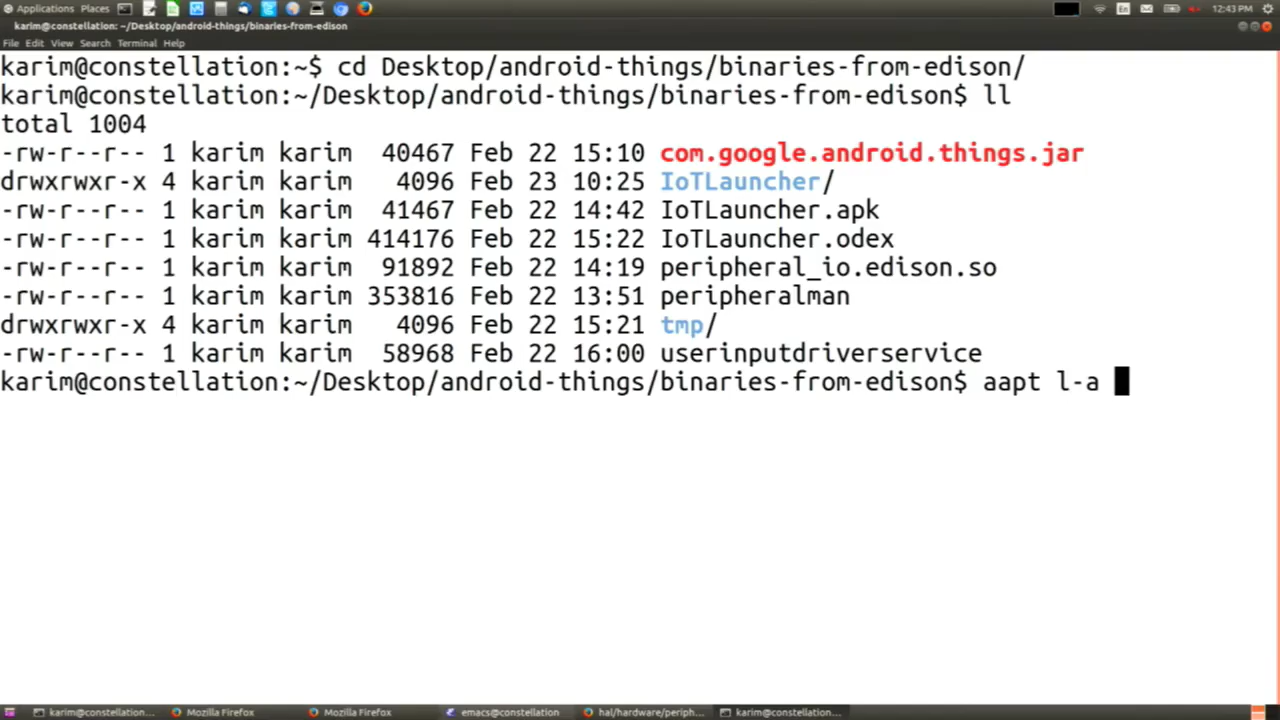 Applications Places En 12:43 PM
karim@constellation: ~/Desktop/android-things/binaries-from-edison
File Edit View Search Terminal Help
karim@constellation:~$ cd Desktop/android-things/binaries-from-edison/
karim@constellation:~/Desktop/android-things/binaries-from-edison$ ll
total 1004
-rw-r--r-- 1 karim karim 40467 Feb 22 15:10 com.google.android.things.jar
drwxrwxr-x 4 karim karim 4096 Feb 23 10:25 IoTLauncher/
-rw-r--r-- 1 karim karim 41467 Feb 22 14:42 IoTLauncher.apk
-rw-r--r-- 1 karim karim 414176 Feb 22 15:22 IoTLauncher.odex
-rw-r--r-- 1 karim karim 91892 Feb 22 14:19 peripheral_io.edison.so
-rw-r--r-- 1 karim karim 353816 Feb 22 13:51 peripheralman
drwxrwxr-x 4 karim karim 4096 Feb 22 15:21 tmp/
-rw-r--r-- 1 karim karim 58968 Feb 22 16:00 userinputdriverservice
karim@constellation:~/Desktop/android-things/binaries-from-edison$ aapt l-a
karim@constellation... Mozilla Firefox Mozilla Firefox emacs@constellation hal/hardware/periph... karim@constellation...